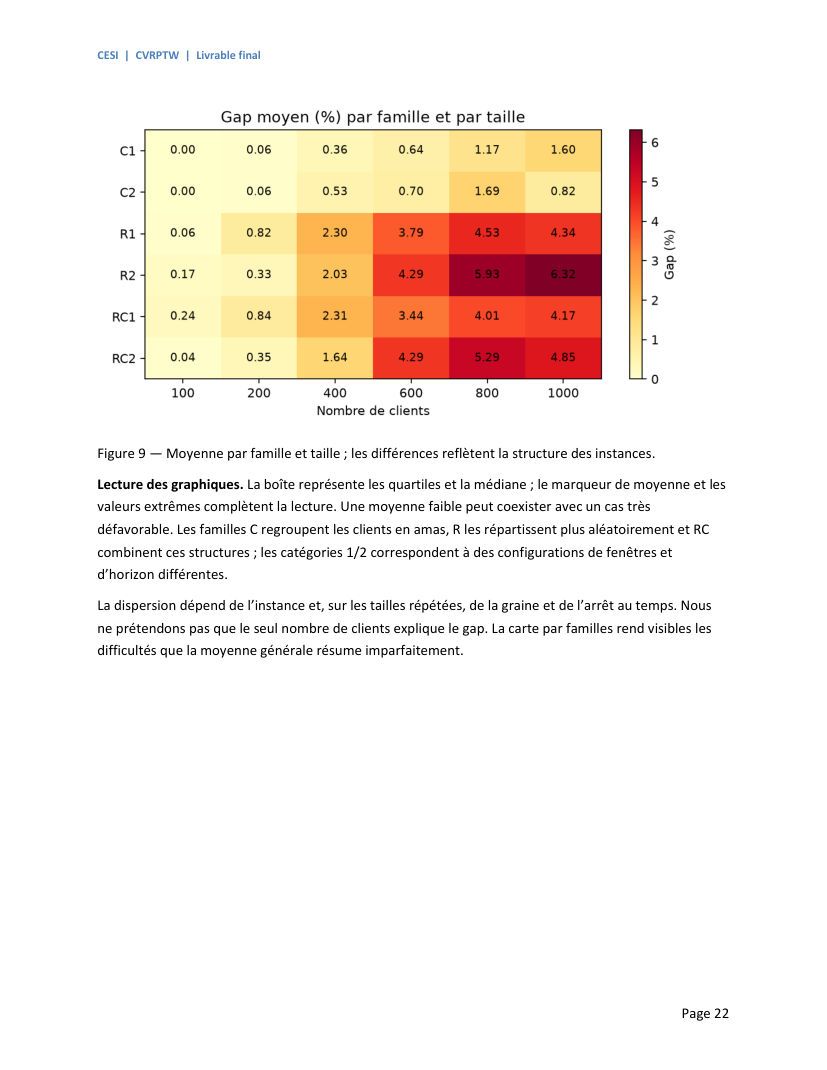 CESI | CVRPTW | Livrable final
Gap moyen (%) par famille et par taille
C1 0.00 0.06 0.36 0.64 1.17 1.60
C2 0.00 0.06 0.53 0.70 1.69 0.82
R1 0.06 0.82 2.30 3.79 4.53 4.34
R2 0.17 0.33 2.03 4.29 5.93 6.32
RC1 0.24 0.84 2.31 3.44 4.01 4.17
RC2 0.04 0.35 1.64 4.29 5.29 4.85
100 200 400 600 800 1000
Nombre de clients
6
5
4
3
2
1
0
Gap (%)
Figure 9 — Moyenne par famille et taille ; les différences reflètent la structure des instances.
Lecture des graphiques. La boîte représente les quartiles et la médiane ; le marqueur de moyenne et les
valeurs extrêmes complètent la lecture. Une moyenne faible peut coexister avec un cas très
défavorable. Les familles C regroupent les clients en amas, R les répartissent plus aléatoirement et RC
combinent ces structures ; les catégories 1/2 correspondent à des configurations de fenêtres et
d’horizon différentes.
La dispersion dépend de l’instance et, sur les tailles répétées, de la graine et de l’arrêt au temps. Nous
ne prétendons pas que le seul nombre de clients explique le gap. La carte par familles rend visibles les
difficultés que la moyenne générale résume imparfaitement.
Page 22